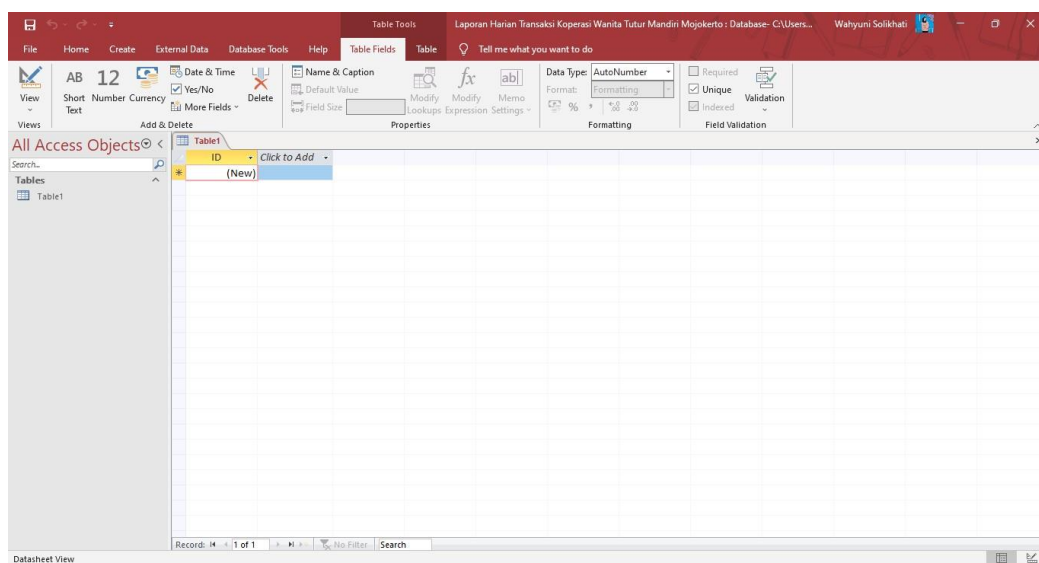 Table Tools Laporan Harian Transaksi Koperasi Wanita Tutur Mandiri Mojokerto : Database- C:\Users... Wahyuni Solikhati
File Home Create External Data Database Tools Help Table Fields Table Tell me what you want to do
AB 12 Date & Time Name & Caption fx ab Data Type: AutoNumber Required
Yes/No Default Value Format: Formatting Unique
View Short Text Number Currency More Fields Delete Field Size Modify Lookups Modify Expression Memo Settings % , Indexed Validation
Views Add & Delete Properties Formatting Field Validation
All Access Objects Table1
Search... ID Click to Add
Tables (New)
Table1
Record: 1 of 1 No Filter Search
Datasheet View